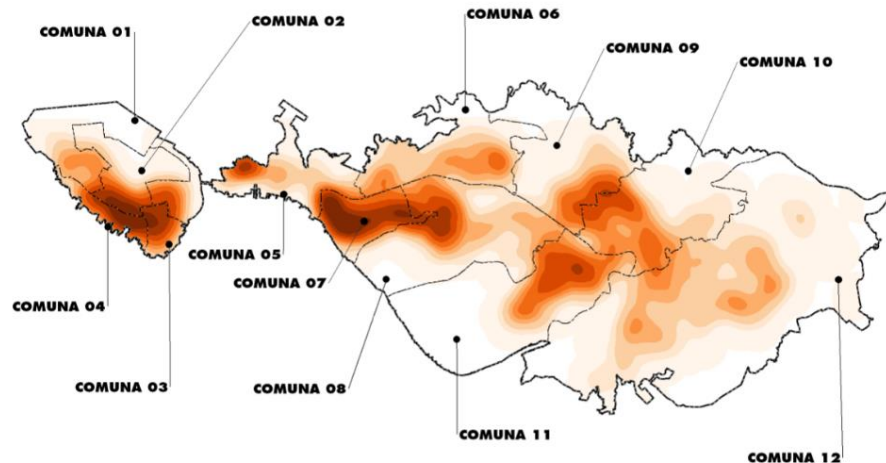 COMUNA 01
COMUNA 02
COMUNA 06
COMUNA 09
COMUNA 10
COMUNA 05
COMUNA 07
COMUNA 04
COMUNA 03
COMUNA 08
COMUNA 11
COMUNA 12